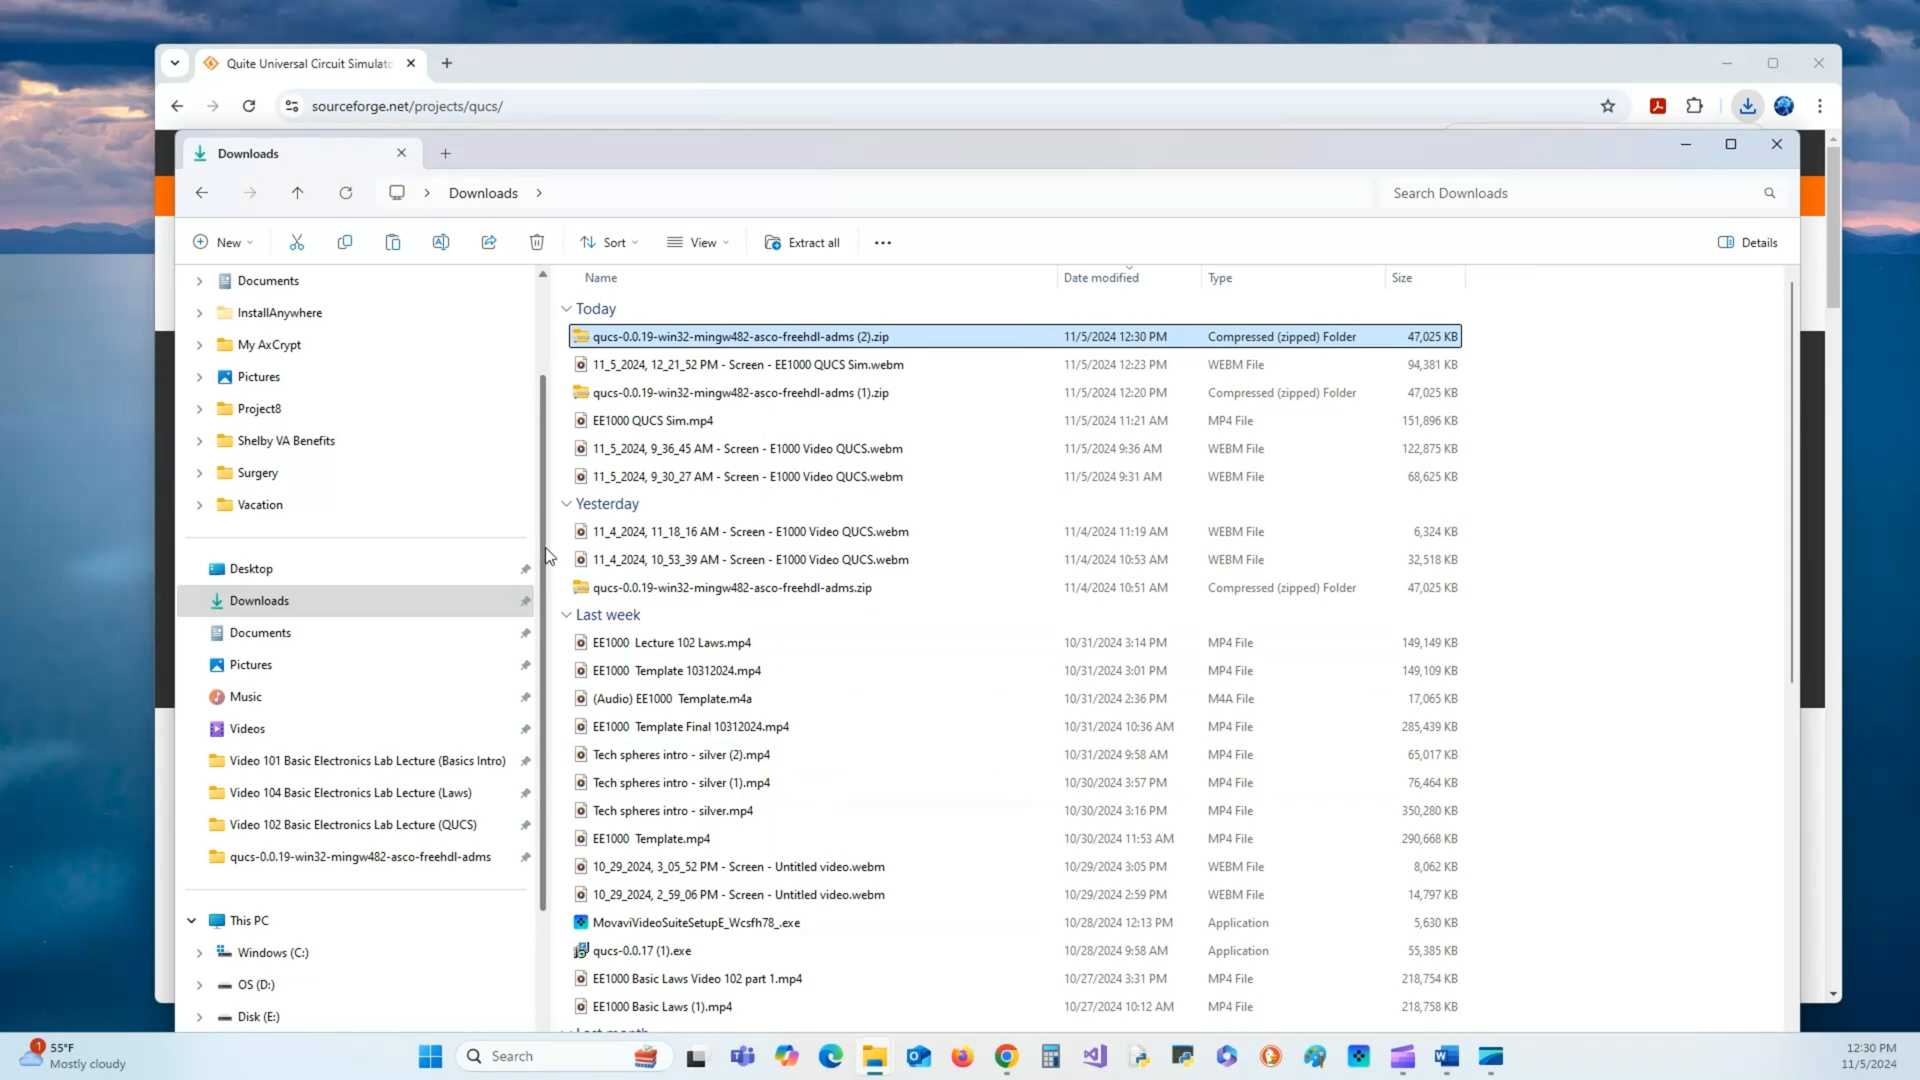 Quite Universal Circuit Simulato
sourceforge.net/projects/qucs/
Downloads
Downloads
Search Downloads
New
Sort
View
Extract all
Details
Documents
InstallAnywhere
My AxCrypt
Pictures
Project8
Shelby VA Benefits
Surgery
Vacation
Desktop
Downloads
Documents
Pictures
Music
Videos
Video 101 Basic Electronics Lab Lecture (Basics Intro)
Video 104 Basic Electronics Lab Lecture (Laws)
Video 102 Basic Electronics Lab Lecture (QUCS)
qucs-0.0.19-win32-mingw482-asco-freehdl-adms
This PC
Windows (C:)
OS (D:)
Disk (E:)
Name Date modified Type Size
Today
qucs-0.0.19-win32-mingw482-asco-freehdl-adms (2).zip 11/5/2024 12:30 PM Compressed (zipped) Folder 47,025 KB
11_5_2024, 12_21_52 PM - Screen - EE1000 QUCS Sim.webm 11/5/2024 12:23 PM WEBM File 94,381 KB
qucs-0.0.19-win32-mingw482-asco-freehdl-adms (1).zip 11/5/2024 12:20 PM Compressed (zipped) Folder 47,025 KB
EE1000 QUCS Sim.mp4 11/5/2024 11:21 AM MP4 File 151,896 KB
11_5_2024, 9_36_45 AM - Screen - E1000 Video QUCS.webm 11/5/2024 9:36 AM WEBM File 122,875 KB
11_5_2024, 9_30_27 AM - Screen - E1000 Video QUCS.webm 11/5/2024 9:31 AM WEBM File 68,625 KB
Yesterday
11_4_2024, 11_18_16 AM - Screen - E1000 Video QUCS.webm 11/4/2024 11:19 AM WEBM File 6,324 KB
11_4_2024, 10_53_39 AM - Screen - E1000 Video QUCS.webm 11/4/2024 10:53 AM WEBM File 32,518 KB
qucs-0.0.19-win32-mingw482-asco-freehdl-adms.zip 11/4/2024 10:51 AM Compressed (zipped) Folder 47,025 KB
Last week
EE1000 Lecture 102 Laws.mp4 10/31/2024 3:14 PM MP4 File 149,149 KB
EE1000 Template 10312024.mp4 10/31/2024 3:01 PM MP4 File 149,109 KB
(Audio) EE1000 Template.m4a 10/31/2024 2:36 PM M4A File 17,065 KB
EE1000 Template Final 10312024.mp4 10/31/2024 10:36 AM MP4 File 285,439 KB
Tech spheres intro - silver (2).mp4 10/31/2024 9:58 AM MP4 File 65,017 KB
Tech spheres intro - silver (1).mp4 10/30/2024 3:57 PM MP4 File 76,464 KB
Tech spheres intro - silver.mp4 10/30/2024 3:16 PM MP4 File 350,280 KB
EE1000 Template.mp4 10/30/2024 11:53 AM MP4 File 290,668 KB
10_29_2024, 3_05_52 PM - Screen - Untitled video.webm 10/29/2024 3:05 PM WEBM File 8,062 KB
10_29_2024, 2_59_06 PM - Screen - Untitled video.webm 10/29/2024 2:59 PM WEBM File 14,797 KB
MovaviVideoSuiteSetupE_Wcsfh78_.exe 10/28/2024 12:13 PM Application 5,630 KB
qucs-0.0.17 (1).exe 10/28/2024 9:58 AM Application 55,385 KB
EE1000 Basic Laws Video 102 part 1.mp4 10/27/2024 3:31 PM MP4 File 218,754 KB
EE1000 Basic Laws (1).mp4 10/27/2024 10:12 AM MP4 File 218,758 KB
Last month
1
55°F
Mostly cloudy
Search
12:30 PM
11/5/2024